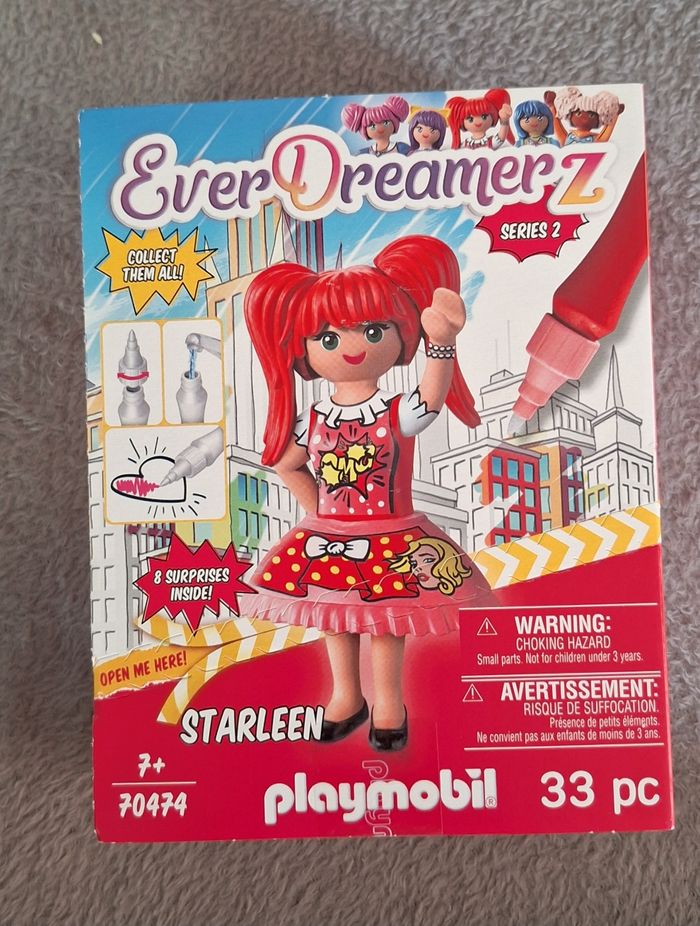 EverDreamerz
SERIES 2
COLLECT
THEM ALL!
8 SURPRISES
INSIDE!
OPEN ME HERE!
STARLEEN
7+
70474
WARNING:
CHOKING HAZARD
Small parts. Not for children under 3 years.
AVERTISSEMENT:
RISQUE DE SUFFOCATION.
Présence de petits éléments.
Ne convient pas aux enfants de moins de 3 ans.
playmobil®
33 pc